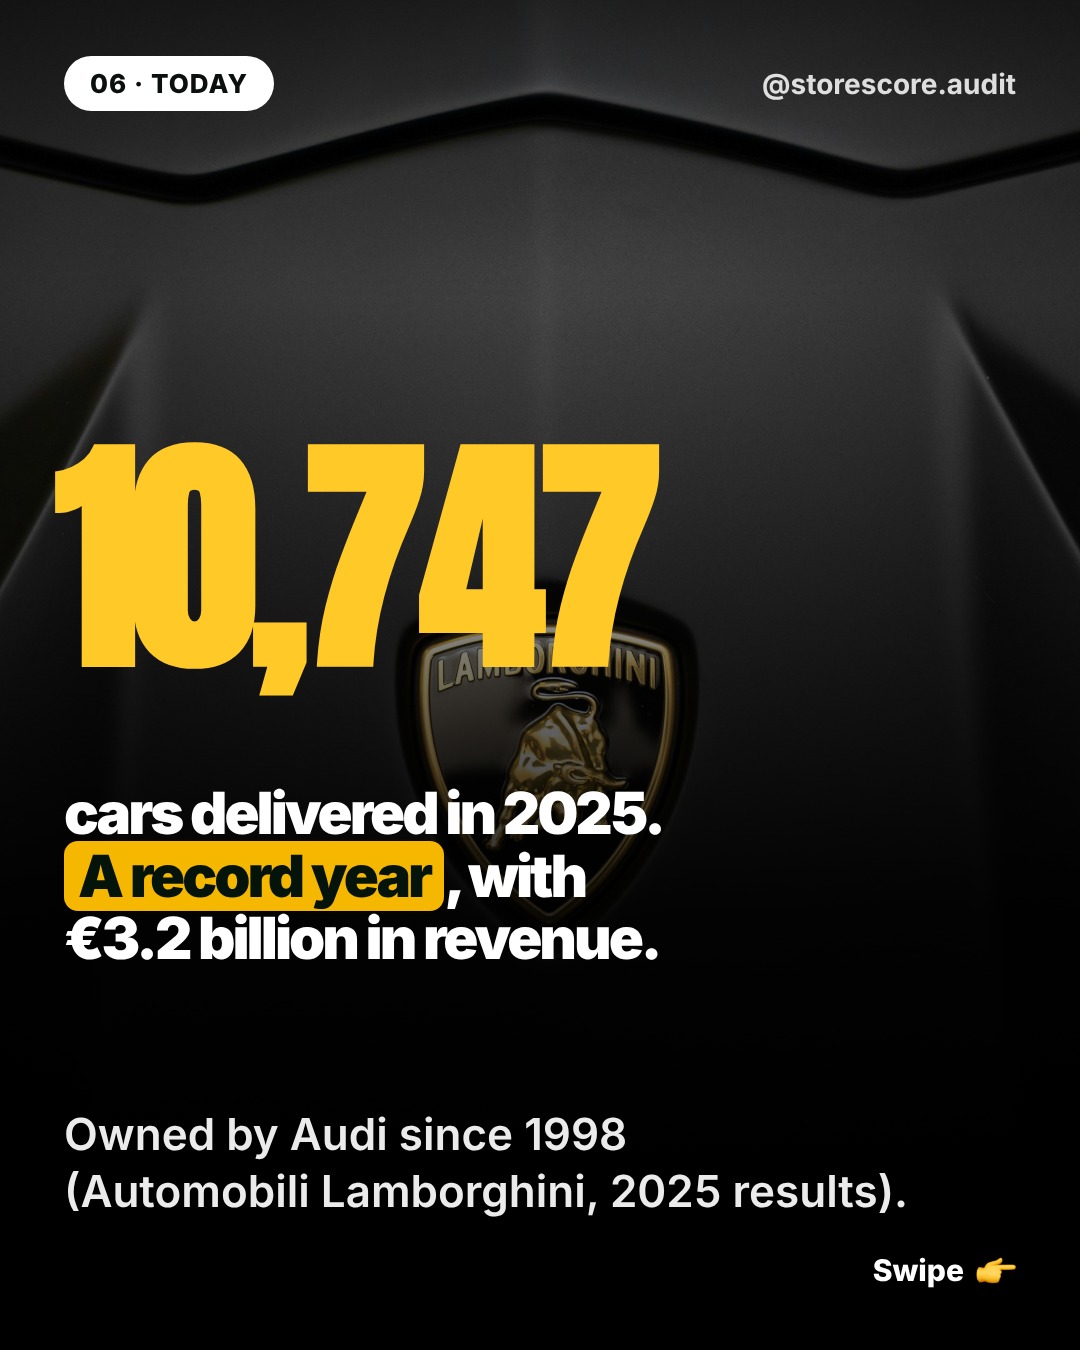 06 · TODAY
@storescore.audit
10,747
LAMBORGHINI
cars delivered in 2025.
A record year, with
€3.2 billion in revenue.
Owned by Audi since 1998
(Automobili Lamborghini, 2025 results).
Swipe 👉